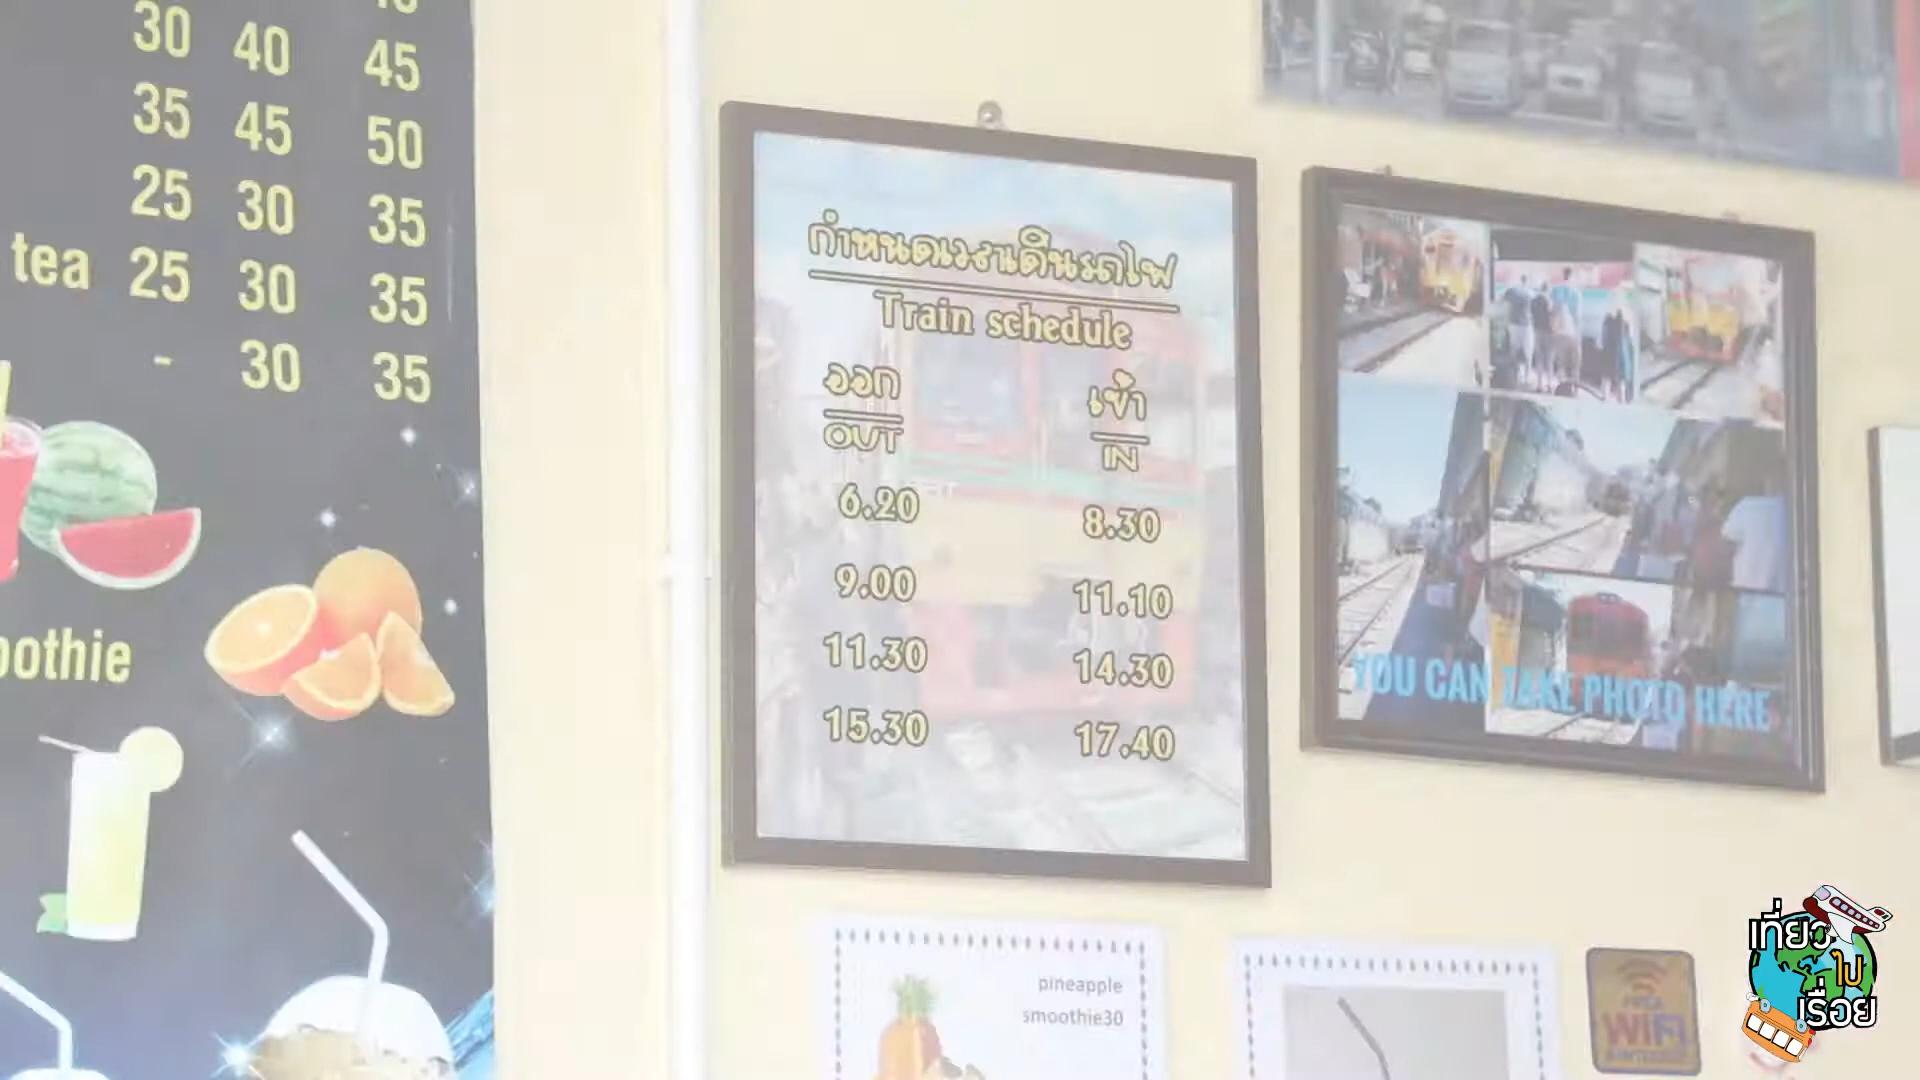 30 40 45
35 45 50
25 30 35
tea 25 30 35
- 30 35
กำหนดเวลาเดินรถไฟ
Train schedule
ออก เข้า
OUT IN
6.20 8.30
9.00 11.10
11.30 14.30
15.30 17.40
YOU CAN TAKE PHOTO HERE
pineapple
smoothie30
WiFi
เที่ยว
ไป
เรื่อย